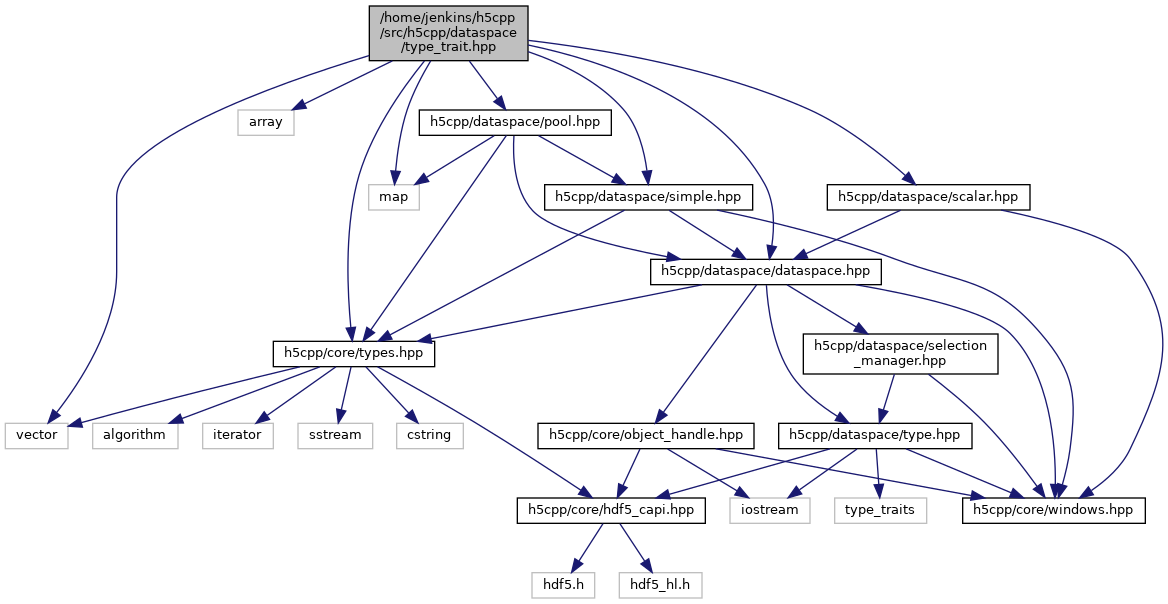 /home/jenkins/h5cpp
/src/h5cpp/dataspace
/type_trait.hpp
array
h5cpp/dataspace/pool.hpp
map
h5cpp/dataspace/simple.hpp
h5cpp/dataspace/scalar.hpp
h5cpp/dataspace/dataspace.hpp
h5cpp/core/types.hpp
h5cpp/dataspace/selection
_manager.hpp
vector
algorithm
iterator
sstream
cstring
h5cpp/core/object_handle.hpp
h5cpp/dataspace/type.hpp
h5cpp/core/hdf5_capi.hpp
iostream
type_traits
h5cpp/core/windows.hpp
hdf5.h
hdf5_hl.h